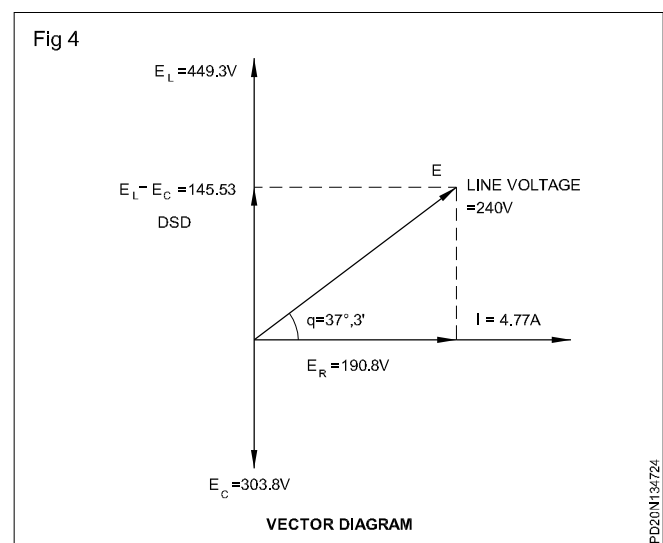 Fig 4
E L =449.3V
E
E L – E C =145.53
LINE VOLTAGE
=240V
DSD
q=37°,3'
I = 4.77A
E R =190.8V
E C =303.8V
VECTOR DIAGRAM
PD20N134724